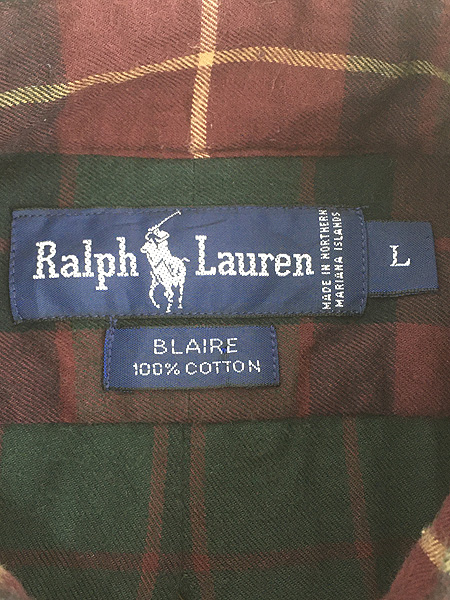 Ralph Lauren
MADE IN NORTHERN
MARIANA ISLANDS
L
BLAIRE
100% COTTON